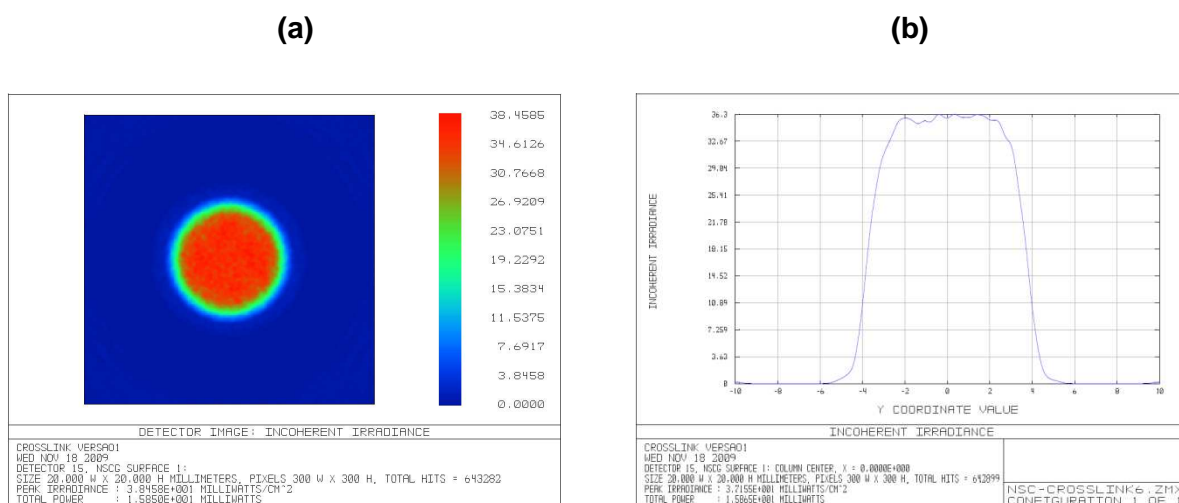 (a)
(b)
38.4585
34.6126
30.7668
26.9209
23.0751
19.2292
15.3834
11.5375
7.6917
3.8458
0.0000
DETECTOR IMAGE: INCOHERENT IRRADIANCE
CROSSLINK VERSAO1
WED NOV 18 2009
DETECTOR 15, NSCG SURFACE 1:
SIZE 20.000 W X 20.000 H MILLIMETERS, PIXELS 300 W X 300 H, TOTAL HITS = 643282
PEAK IRRADIANCE : 3.8458E+001 MILLIWATTS/CM^2
TOTAL POWER : 1.5850E+001 MILLIWATTS
36.3
32.67
29.04
25.41
21.78
18.15
14.52
10.89
7.259
3.63
0
INCOHERENT IRRADIANCE
-10 -8 -6 -4 -2 0 2 4 6 8 10
Y COORDINATE VALUE
INCOHERENT IRRADIANCE
CROSSLINK VERSAO1
WED NOV 18 2009
DETECTOR 15, NSCG SURFACE 1: COLUMN CENTER, X = 0.0000E+000
SIZE 20.000 W X 20.000 H MILLIMETERS, PIXELS 300 W X 300 H, TOTAL HITS = 642899
PEAK IRRADIANCE : 3.7155E+001 MILLIWATTS/CM^2
TOTAL POWER : 1.5865E+001 MILLIWATTS
NSC-CROSSLINK6.ZMX
CONFIGURATION 1 OF 1